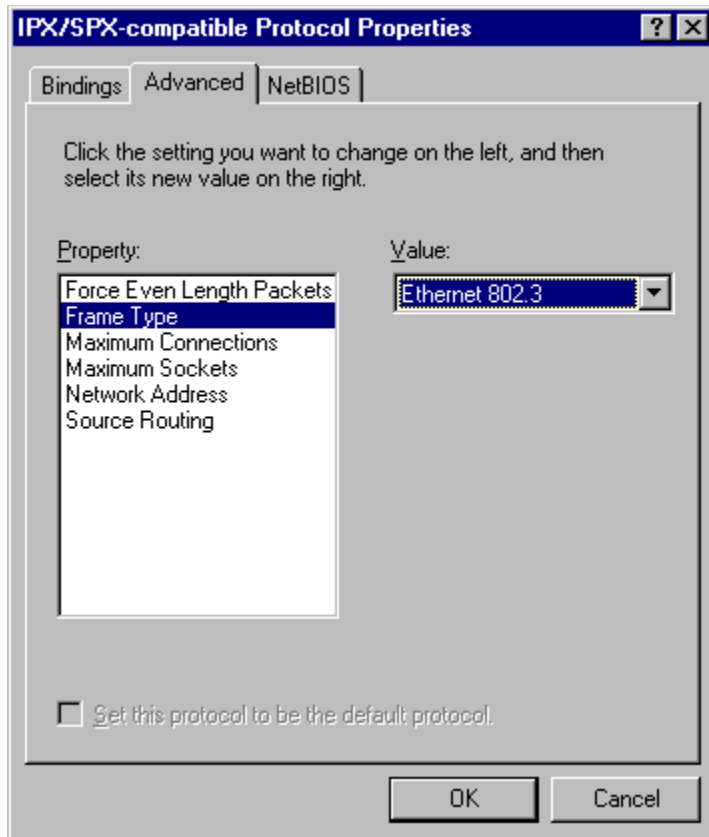 IPX/SPX-compatible Protocol Properties
Bindings
Advanced
NetBIOS
Click the setting you want to change on the left, and then
select its new value on the right.
Property:
Value:
Force Even Length Packets
Frame Type
Maximum Connections
Maximum Sockets
Network Address
Source Routing
Ethernet 802.3
Set this protocol to be the default protocol.
OK
Cancel